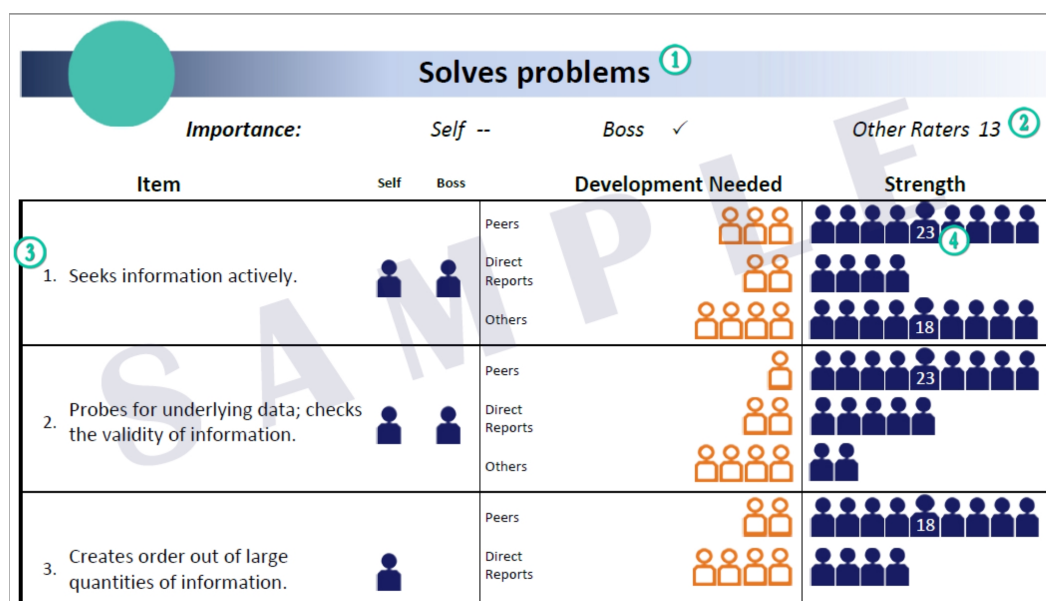 Solves problems 1
Importance: Self -- Boss ✓ Other Raters 13 2
Item Self Boss Development Needed Strength
3
Peers 23 4
1. Seeks information actively.
Direct
Reports
Others 18
Peers 23
2. Probes for underlying data; checks
the validity of information.
Direct
Reports
Others
Peers 18
3. Creates order out of large
quantities of information.
Direct
Reports
SAMPLE